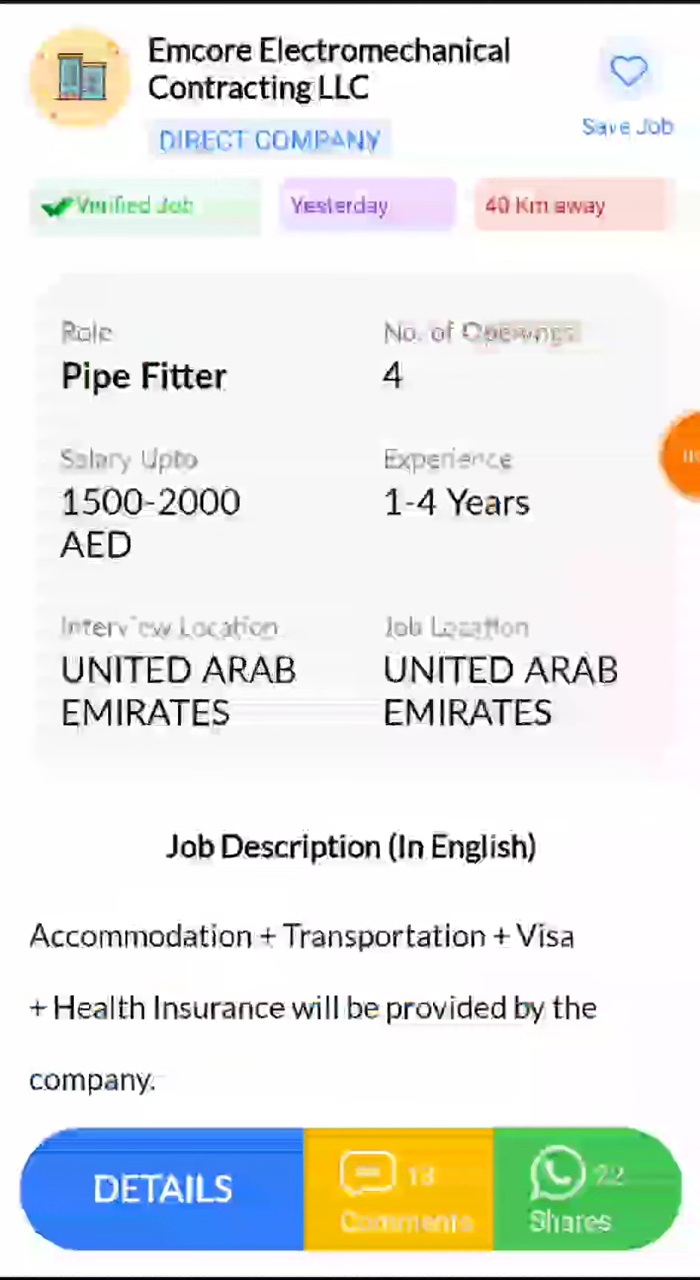 Emcore Electromechanical
Contracting LLC
DIRECT COMPANY
Save Job
Verified Job
Yesterday
40 Km away
Role
No. of Openings
Pipe Fitter
4
Salary Upto
Experience
1500-2000
AED
1-4 Years
Interview Location
Job Location
UNITED ARAB
EMIRATES
UNITED ARAB
EMIRATES
Job Description (In English)
Accommodation + Transportation + Visa
+ Health Insurance will be provided by the
company.
DETAILS
13
Comments
22
Shares